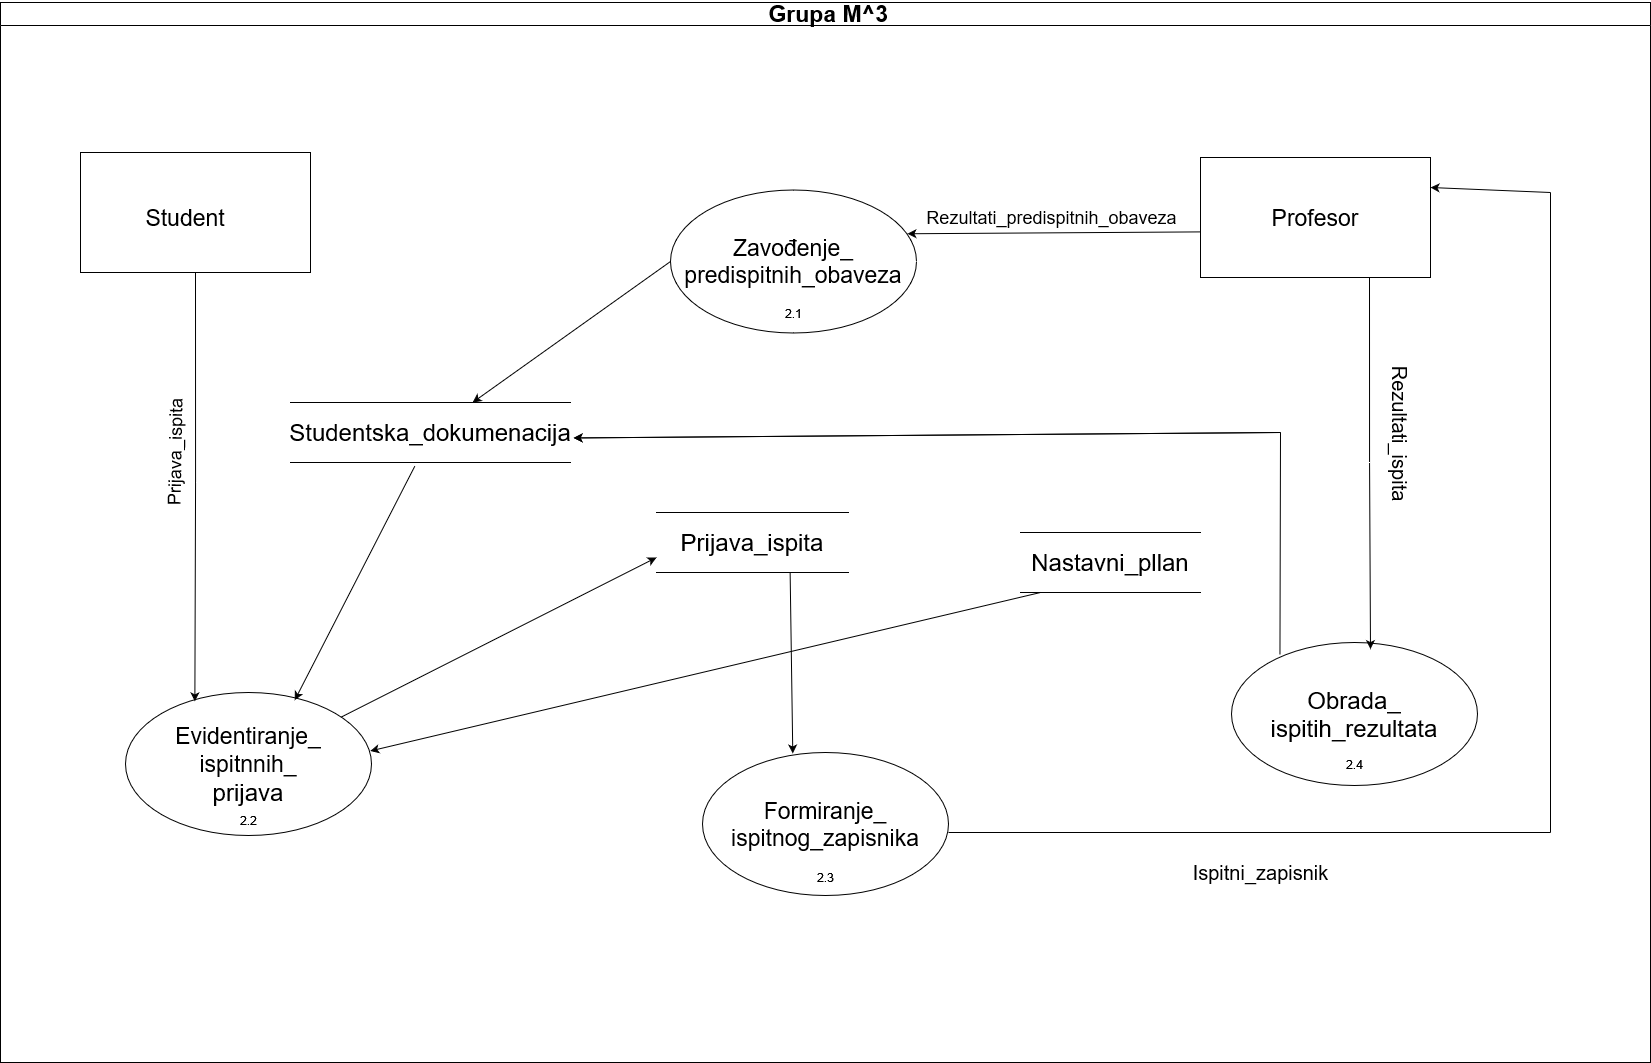 Grupa M^3
Student
Zavođenje_
predispitnih_obaveza
2.1
Rezultati_predispitnih_obaveza
Profesor
Prijava_ispita
Studentska_dokumenacija
Rezultati_ispita
Prijava_ispita
Nastavni_pllan
Evidentiranje_
ispitnnih_
prijava
2.2
Formiranje_
ispitnog_zapisnika
2.3
Obrada_
ispitih_rezultata
2.4
Ispitni_zapisnik